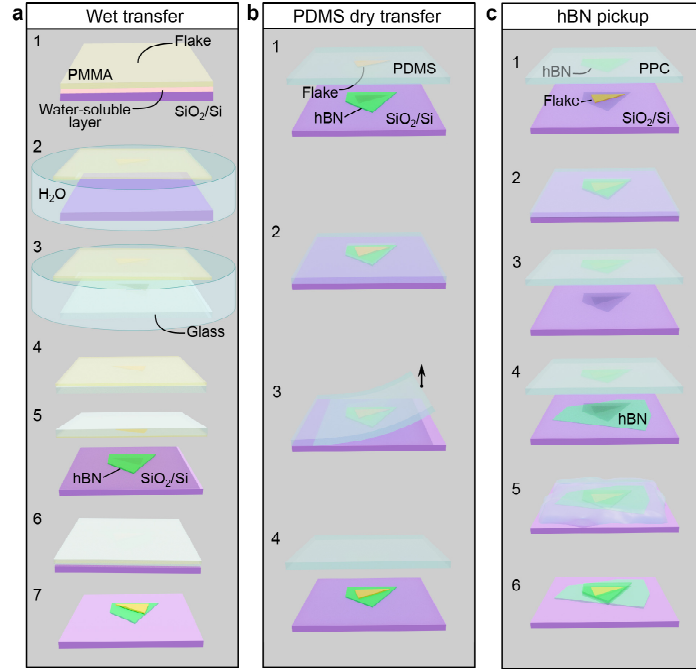 a Wet transfer
1
Flake
PMMA
Water-soluble
layer
SiO₂/Si
2
H₂O
3
Glass
4
5
hBN
SiO₂/Si
6
7
b PDMS dry transfer
1
PDMS
Flake
hBN
SiO₂/Si
2
3
4
c hBN pickup
1
hBN
PPC
Flake
SiO₂/Si
2
3
4
hBN
5
6